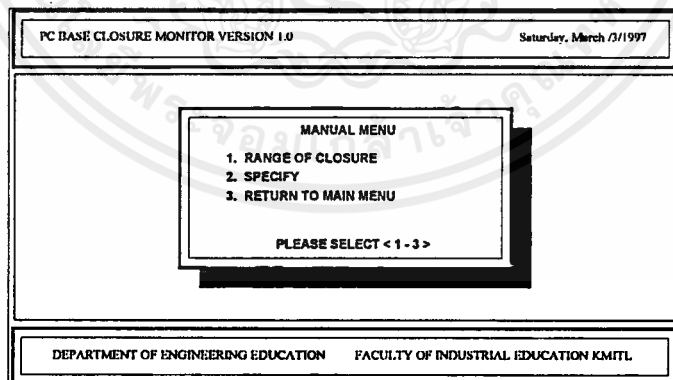 PC BASE CLOSURE MONITOR VERSION 1.0 Saturday, March /3/1997
MANUAL MENU
1. RANGE OF CLOSURE
2. SPECIFY
3. RETURN TO MAIN MENU
PLEASE SELECT < 1 - 3 >
DEPARTMENT OF ENGINEERING EDUCATION FACULTY OF INDUSTRIAL EDUCATION KMITL